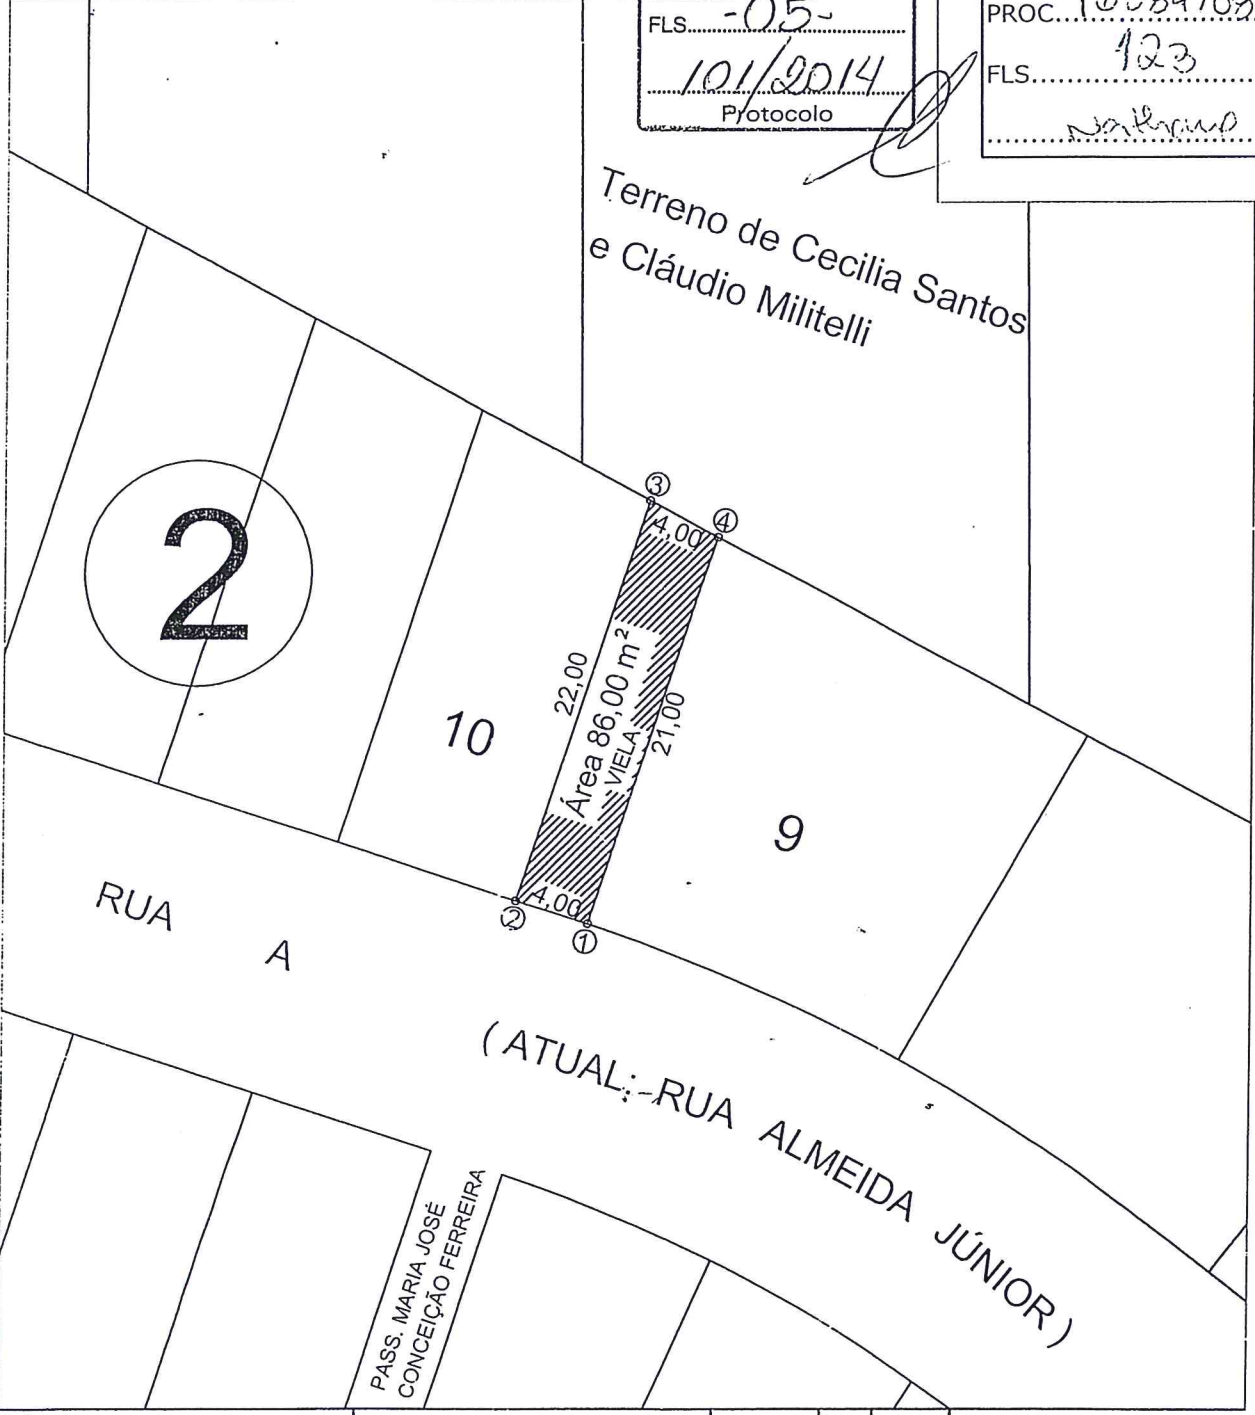 FLS. -05-
101/2014
Protocolo
PROC.
FLS. 123
Terreno de Cecilia Santos
e Cláudio Militelli
3
4
4,00
2
22,00
Área 86,00 m²
VIELA
21,00
10
9
4,00
2
1
RUA A
( ATUAL: RUA ALMEIDA JÚNIOR )
PASS. MARIA JOSÉ
CONCEIÇÃO FERREIRA